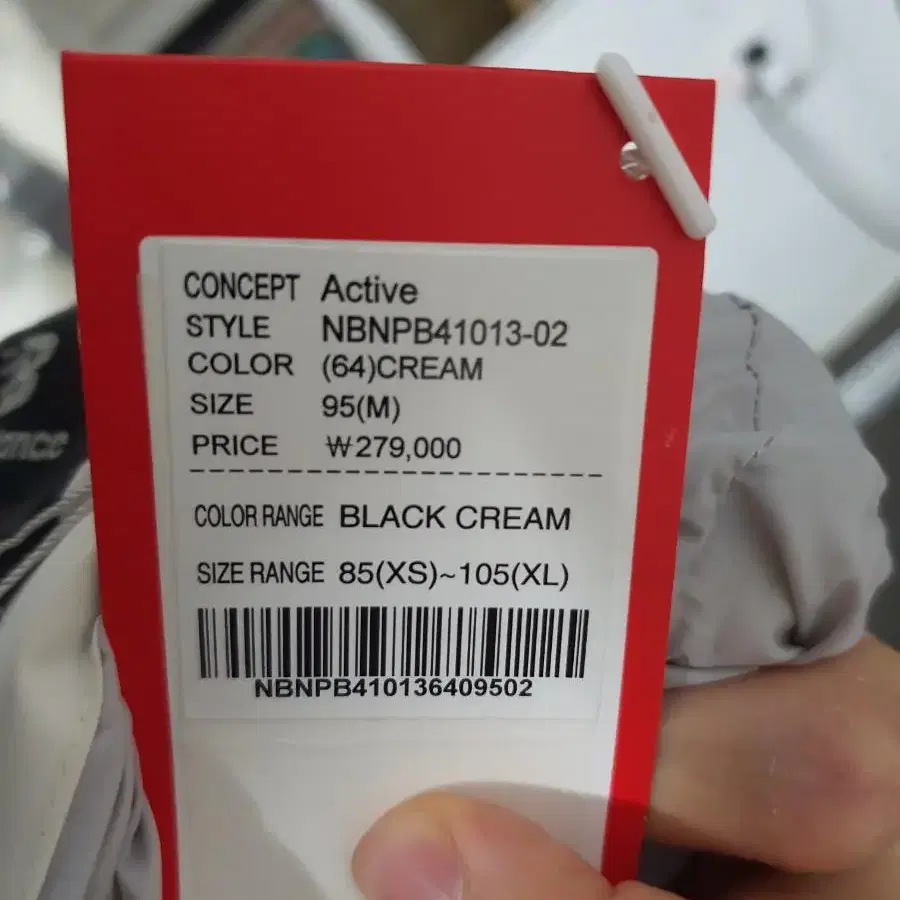 CONCEPT Active
STYLE NBNPB41013-02
COLOR (64)CREAM
SIZE 95(M)
PRICE ₩279,000
COLOR RANGE BLACK CREAM
SIZE RANGE 85(XS)~105(XL)
NBNPB410136409502